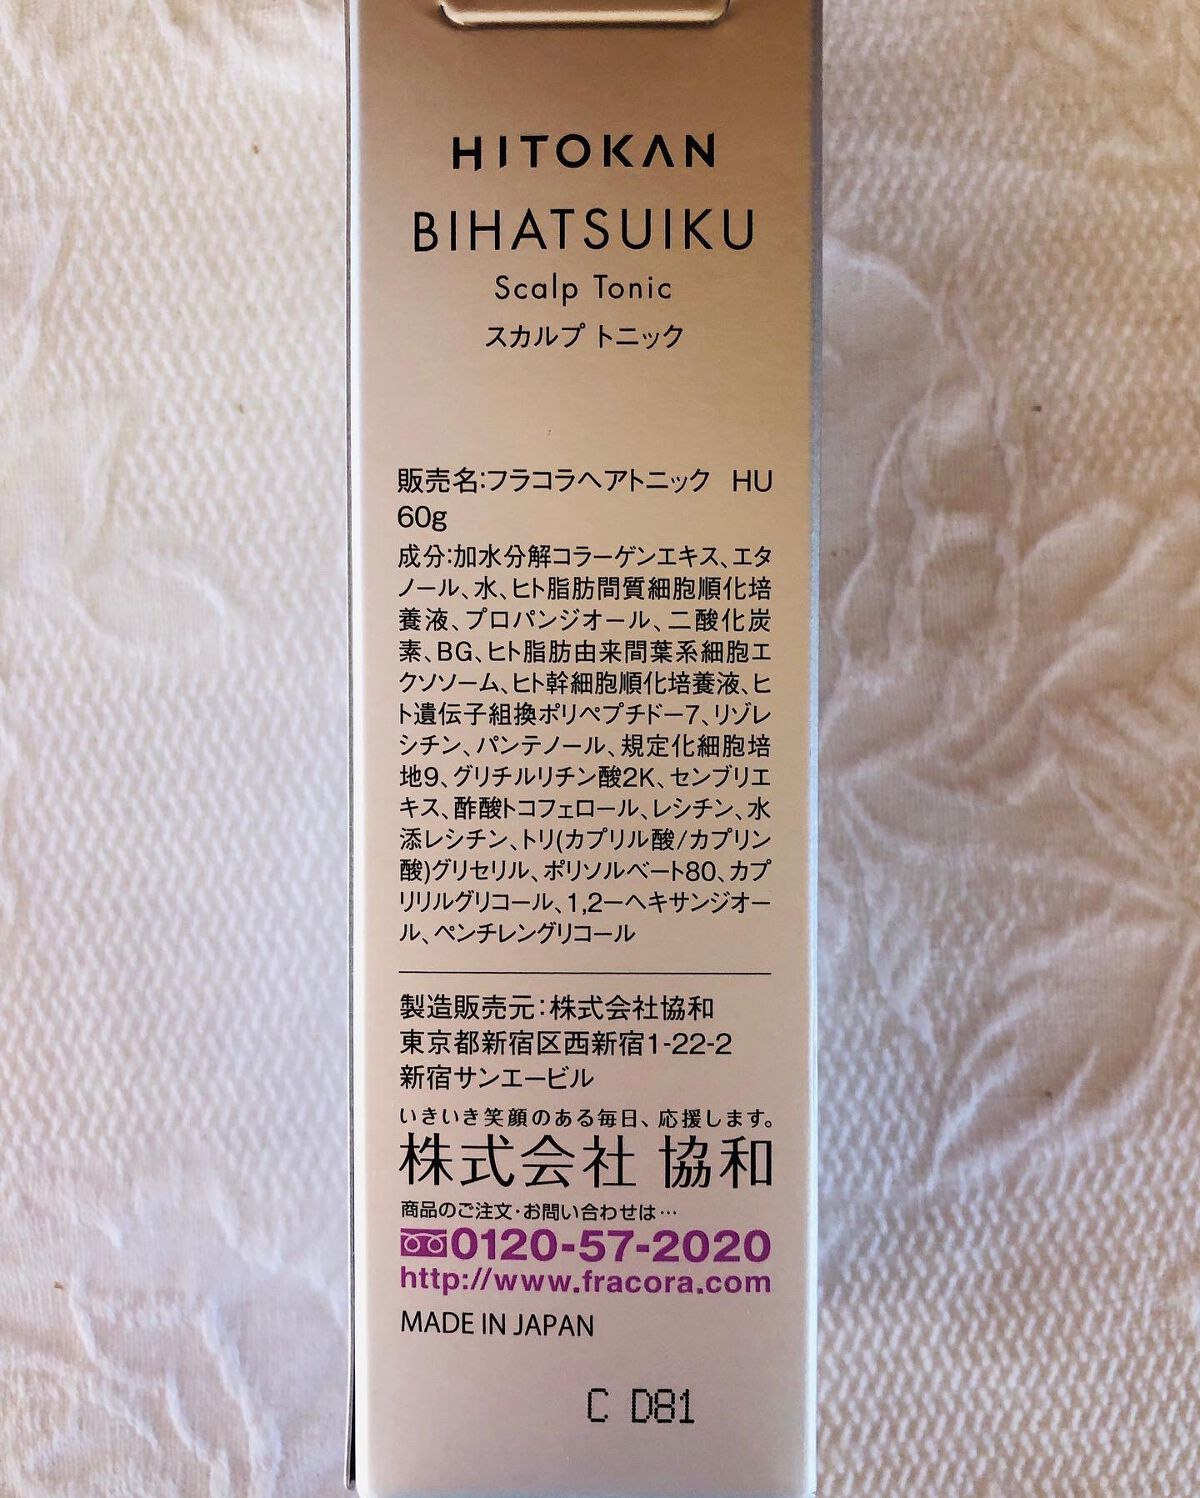 HITOKAN
BIHATSUIKU
Scalp Tonic
スカルプ トニック
販売名:フラコラヘアトニック HU
60g
成分:加水分解コラーゲンエキス、エタ
ノール、水、ヒト脂肪間質細胞順化培
養液、プロパンジオール、二酸化炭
素、BG、ヒト脂肪由来間葉系細胞エ
クソソーム、ヒト幹細胞順化培養液、ヒ
ト遺伝子組換ポリペプチドー7、リゾレ
シチン、パンテノール、規定化細胞培
地9、グリチルリチン酸2K、センブリエ
キス、酢酸トコフェロール、レシチン、水
添レシチン、トリ(カプリル酸/カプリン
酸)グリセリル、ポリソルベート80、カプ
リリルグリコール、1,2ーヘキサンジオー
ル、ペンチレングリコール
製造販売元:株式会社協和
東京都新宿区西新宿1-22-2
新宿サンエービル
いきいき笑顔のある毎日、応援します。
株式会社 協和
商品のご注文・お問い合わせは…
0120-57-2020
http://www.fracora.com
MADE IN JAPAN
C D81